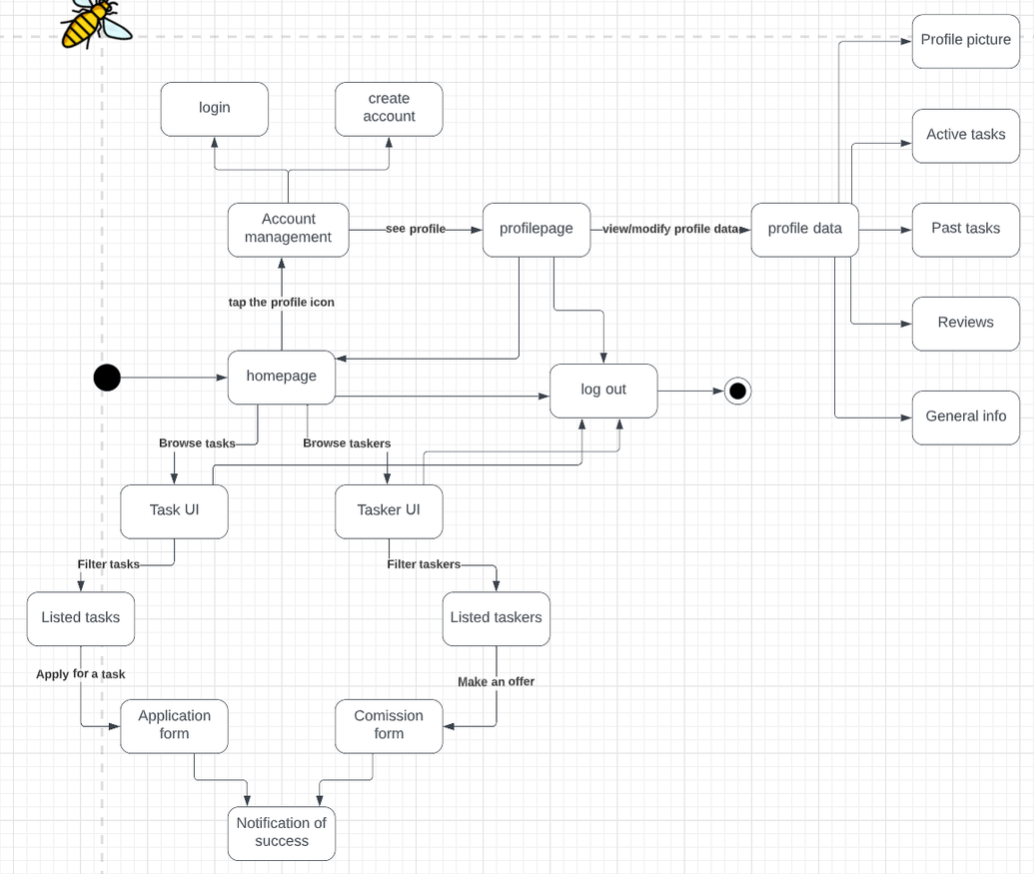 Profile picture
login
create
account
Active tasks
Account
management
see profile
profilepage
view/modify profile data
profile data
Past tasks
tap the profile icon
Reviews
homepage
log out
General info
Browse tasks
Browse taskers
Task UI
Tasker UI
Filter tasks
Filter taskers
Listed tasks
Listed taskers
Apply for a task
Make an offer
Application
form
Comission
form
Notification of
success